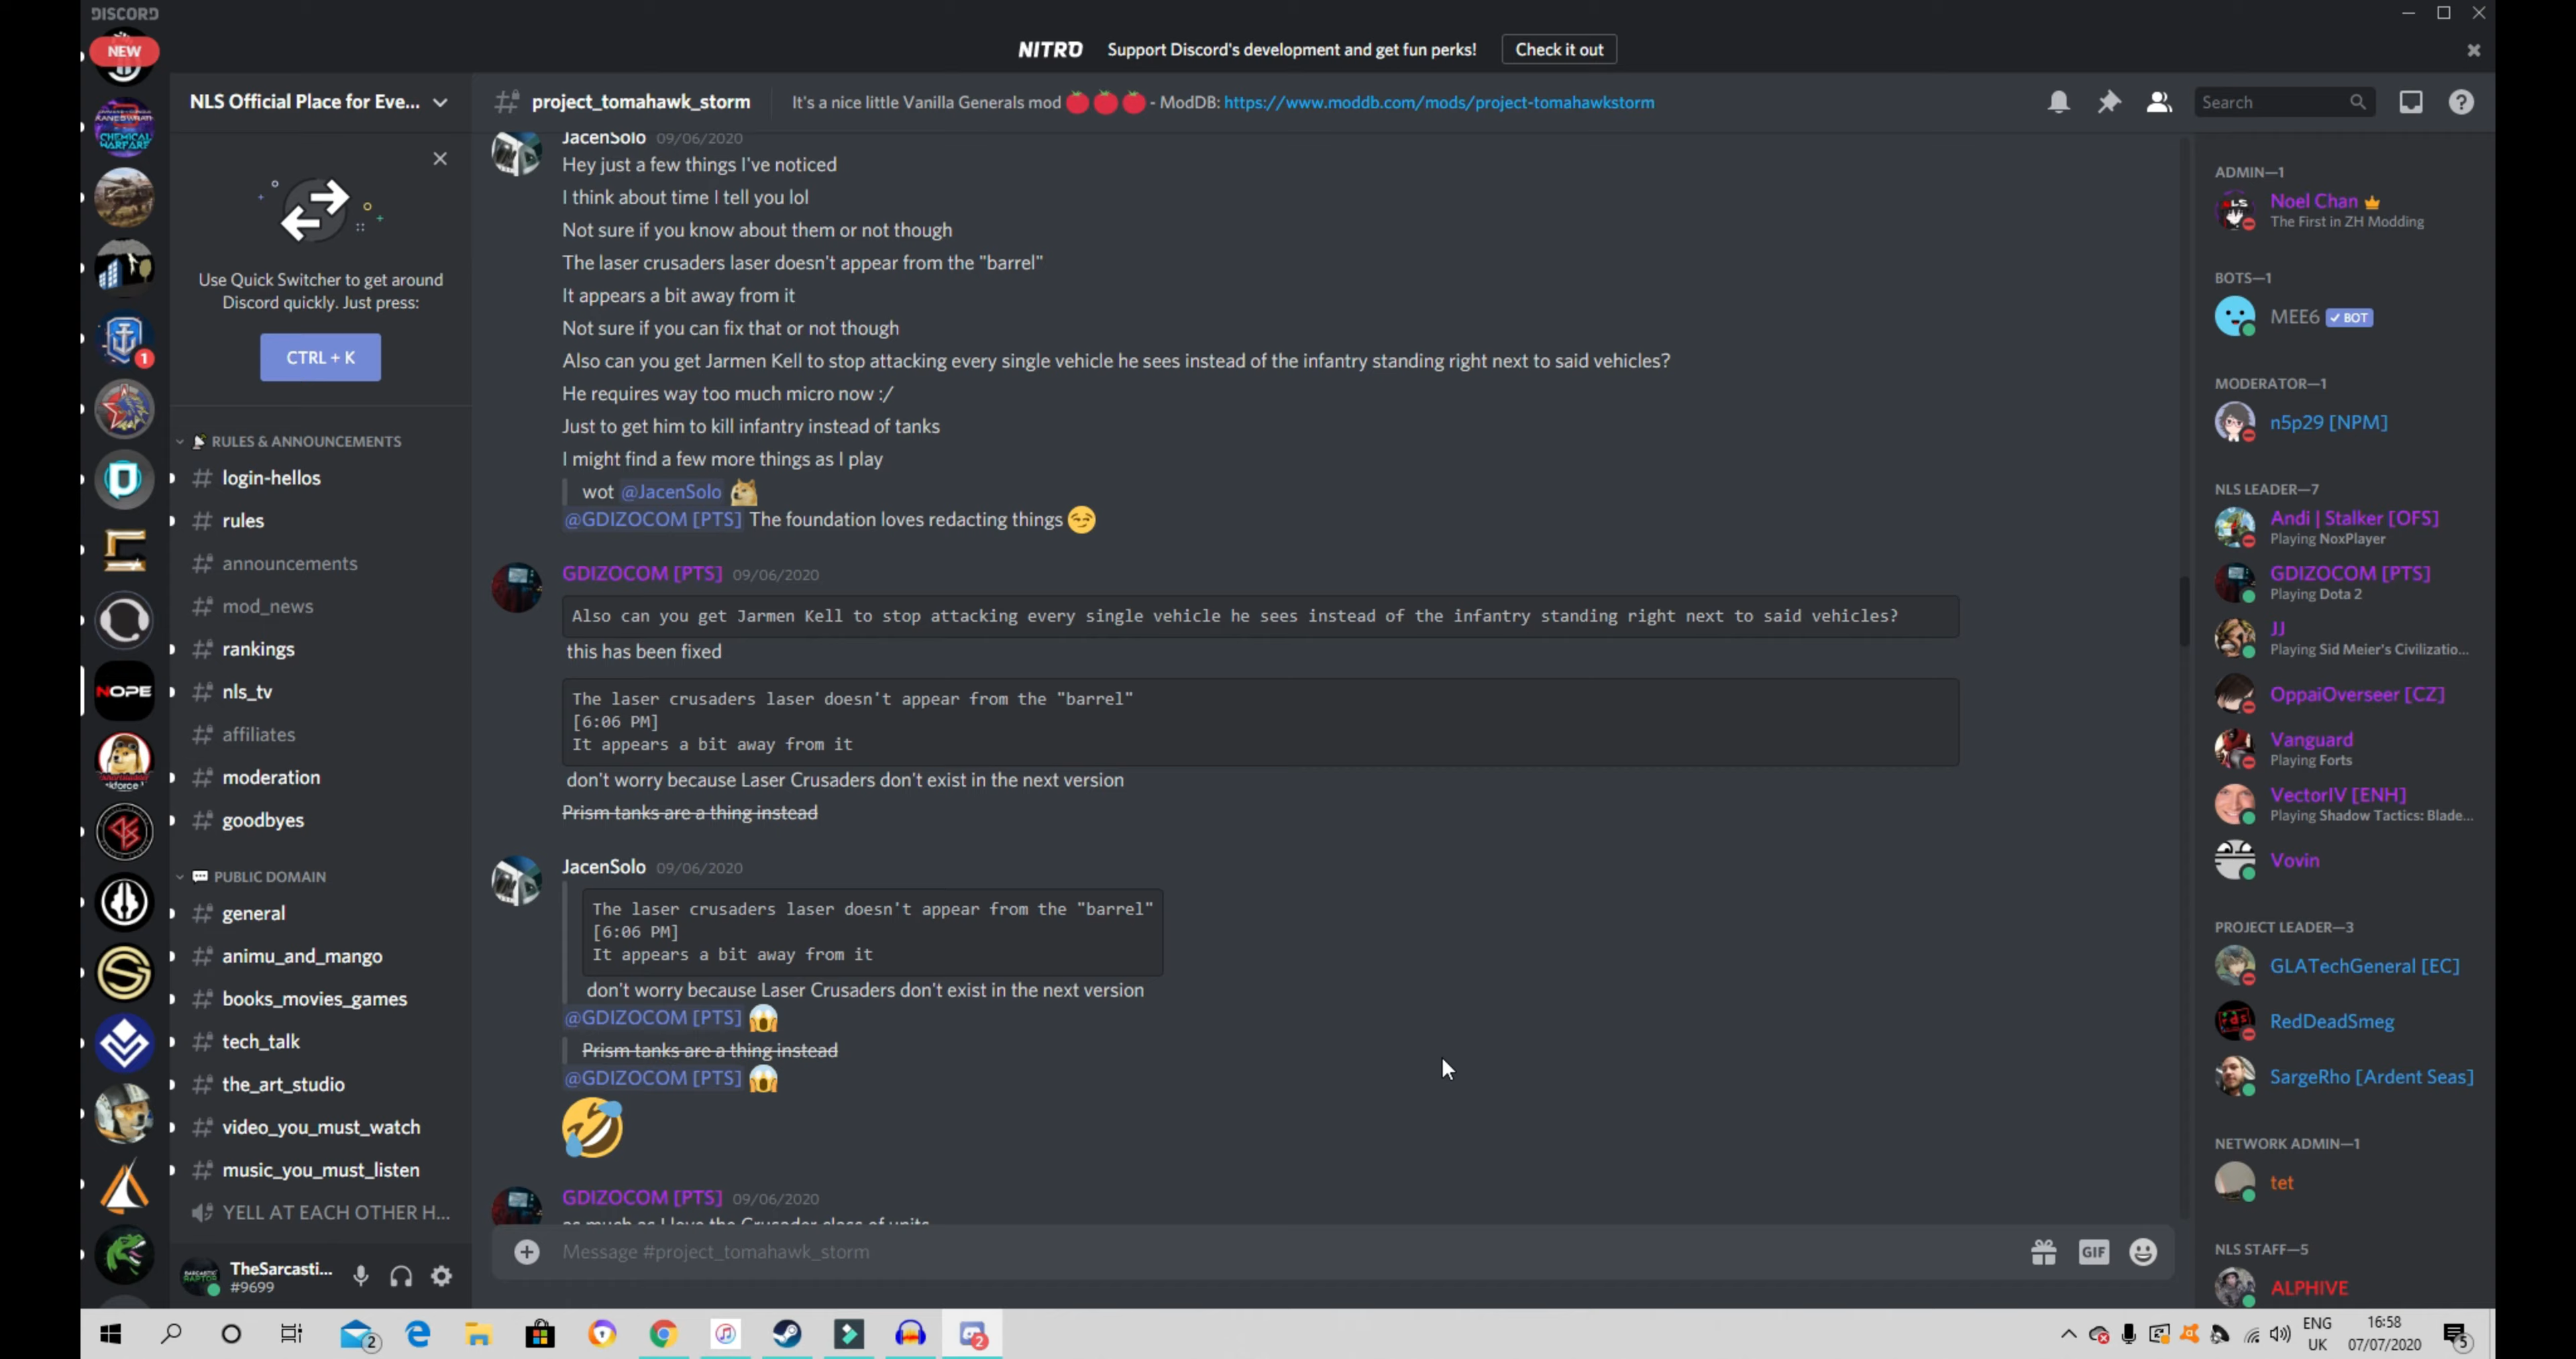 DISCORD
NEW
NITRO Support Discord's development and get fun perks! Check it out
NLS Official Place for Eve...
project_tomahawk_storm It's a nice little Vanilla Generals mod 🍅🍅🍅 - ModDB: https://www.moddb.com/mods/project-tomahawkstorm
Search
Use Quick Switcher to get around
Discord quickly. Just press:
CTRL + K
RULES & ANNOUNCEMENTS
login-hellos
rules
announcements
mod_news
rankings
nls_tv
affiliates
moderation
goodbyes
PUBLIC DOMAIN
general
animu_and_mango
books_movies_games
tech_talk
the_art_studio
video_you_must_watch
music_you_must_listen
YELL AT EACH OTHER H...
TheSarcasti...
#9699
KANESWRATH
CHEMICAL
WARFARE
1
NOPE
JacenSolo 09/06/2020
Hey just a few things I've noticed
I think about time I tell you lol
Not sure if you know about them or not though
The laser crusaders laser doesn't appear from the "barrel"
It appears a bit away from it
Not sure if you can fix that or not though
Also can you get Jarmen Kell to stop attacking every single vehicle he sees instead of the infantry standing right next to said vehicles?
He requires way too much micro now :/
Just to get him to kill infantry instead of tanks
I might find a few more things as I play
wot @JacenSolo
@GDIZOCOM [PTS] The foundation loves redacting things 😏
GDIZOCOM [PTS] 09/06/2020
Also can you get Jarmen Kell to stop attacking every single vehicle he sees instead of the infantry standing right next to said vehicles?
this has been fixed
The laser crusaders laser doesn't appear from the "barrel"
[6:06 PM]
It appears a bit away from it
don't worry because Laser Crusaders don't exist in the next version
Prism tanks are a thing instead
JacenSolo 09/06/2020
The laser crusaders laser doesn't appear from the "barrel"
[6:06 PM]
It appears a bit away from it
don't worry because Laser Crusaders don't exist in the next version
@GDIZOCOM [PTS] 😱
Prism tanks are a thing instead
@GDIZOCOM [PTS] 😱
🤣
GDIZOCOM [PTS] 09/06/2020
as much as I love the Crusader class of units
Message #project_tomahawk_storm
GIF
ADMIN—1
Noel Chan
The First in ZH Modding
BOTS—1
MEE6 ✓ BOT
MODERATOR—1
n5p29 [NPM]
NLS LEADER—7
Andi | Stalker [OFS]
Playing NoxPlayer
GDIZOCOM [PTS]
Playing Dota 2
JJ
Playing Sid Meier's Civilizatio...
OppaiOverseer [CZ]
Vanguard
Playing Forts
VectorIV [ENH]
Playing Shadow Tactics: Blade...
Vovin
PROJECT LEADER—3
GLATechGeneral [EC]
RedDeadSmeg
SargeRho [Ardent Seas]
NETWORK ADMIN—1
tet
NLS STAFF—5
ALPHIVE
2
2
ENG
UK
16:58
07/07/2020
5